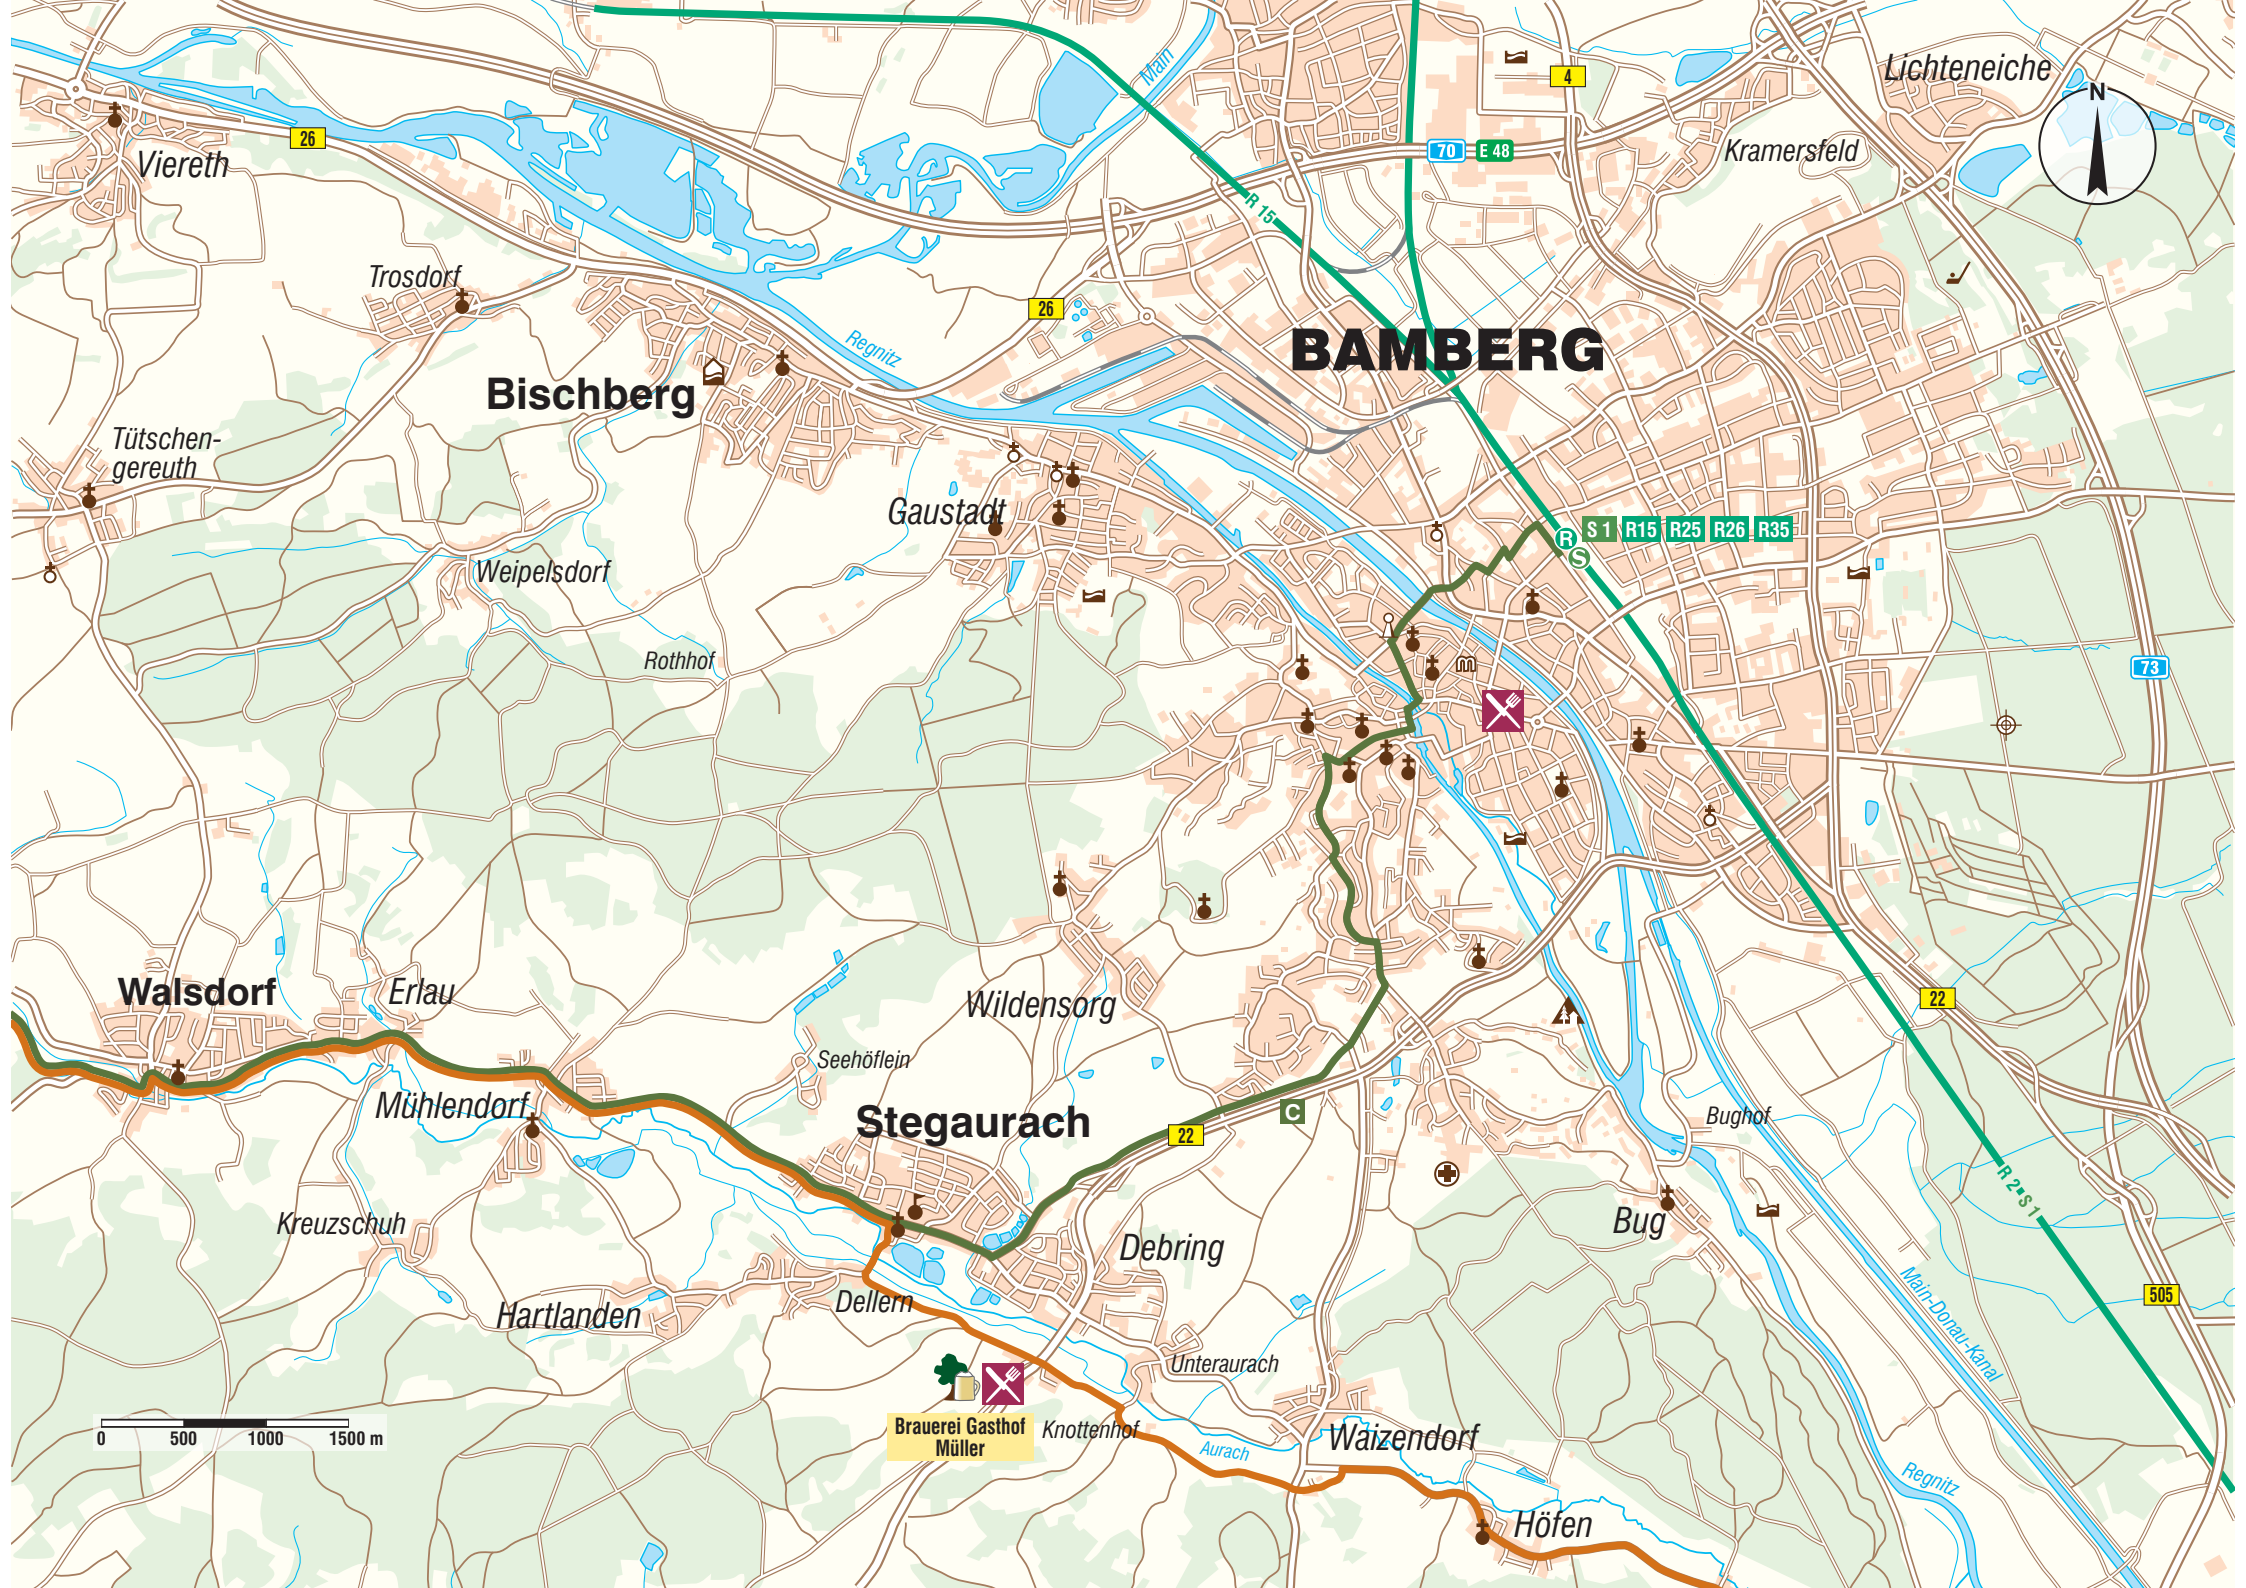 Main
4
Lichteneiche
N
26
Viereth
70
E 48
Kramersfeld
R 15
Trosdorf
26
Regnitz
BAMBERG
Bischberg
Tütschen-
gereuth
Gaustadt
R
S
S 1
R15
R25
R26
R35
Weipelsdorf
Rothhof
73
Walsdorf
Erlau
Wildensorg
22
Seehöflein
Mühlendorf
Stegaurach
C
22
Bughof
R 2 ▪ S 1
Kreuzschuh
Bug
Debring
Main-Donau-Kanal
505
Hartlanden
Dellern
Unteraurach
Brauerei Gasthof
Müller
Knottenhof
Aurach
Waizendorf
0
500
1000
1500 m
Regnitz
Höfen